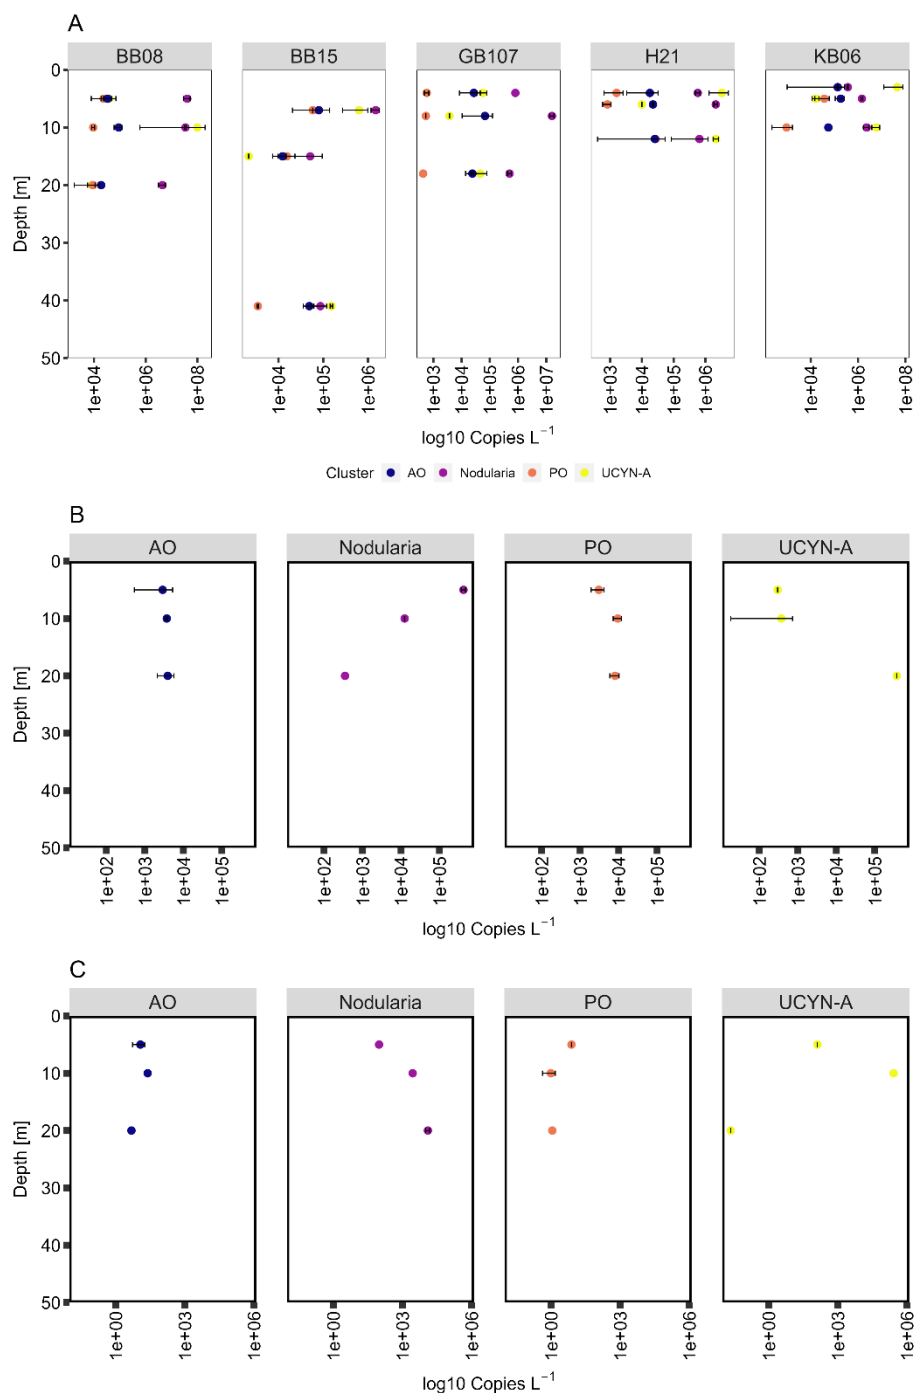 A
BB08 BB15 GB107 H21 KB06
0
10
20
30
40
50
Depth [m]
1e+04 1e+06 1e+08 1e+04 1e+05 1e+06 1e+03 1e+04 1e+05 1e+06 1e+07 1e+03 1e+04 1e+05 1e+06 1e+04 1e+06 1e+08
log10 Copies L⁻¹
Cluster AO Nodularia PO UCYN-A
B
AO Nodularia PO UCYN-A
0
10
20
30
40
50
Depth [m]
1e+02 1e+03 1e+04 1e+05 1e+02 1e+03 1e+04 1e+05 1e+02 1e+03 1e+04 1e+05 1e+02 1e+05
log10 Copies L⁻¹
C
AO Nodularia PO UCYN-A
0
10
20
30
40
50
Depth [m]
1e+00 1e+03 1e+06 1e+00 1e+03 1e+06 1e+00 1e+03 1e+06 1e+00 1e+03 1e+06
log10 Copies L⁻¹